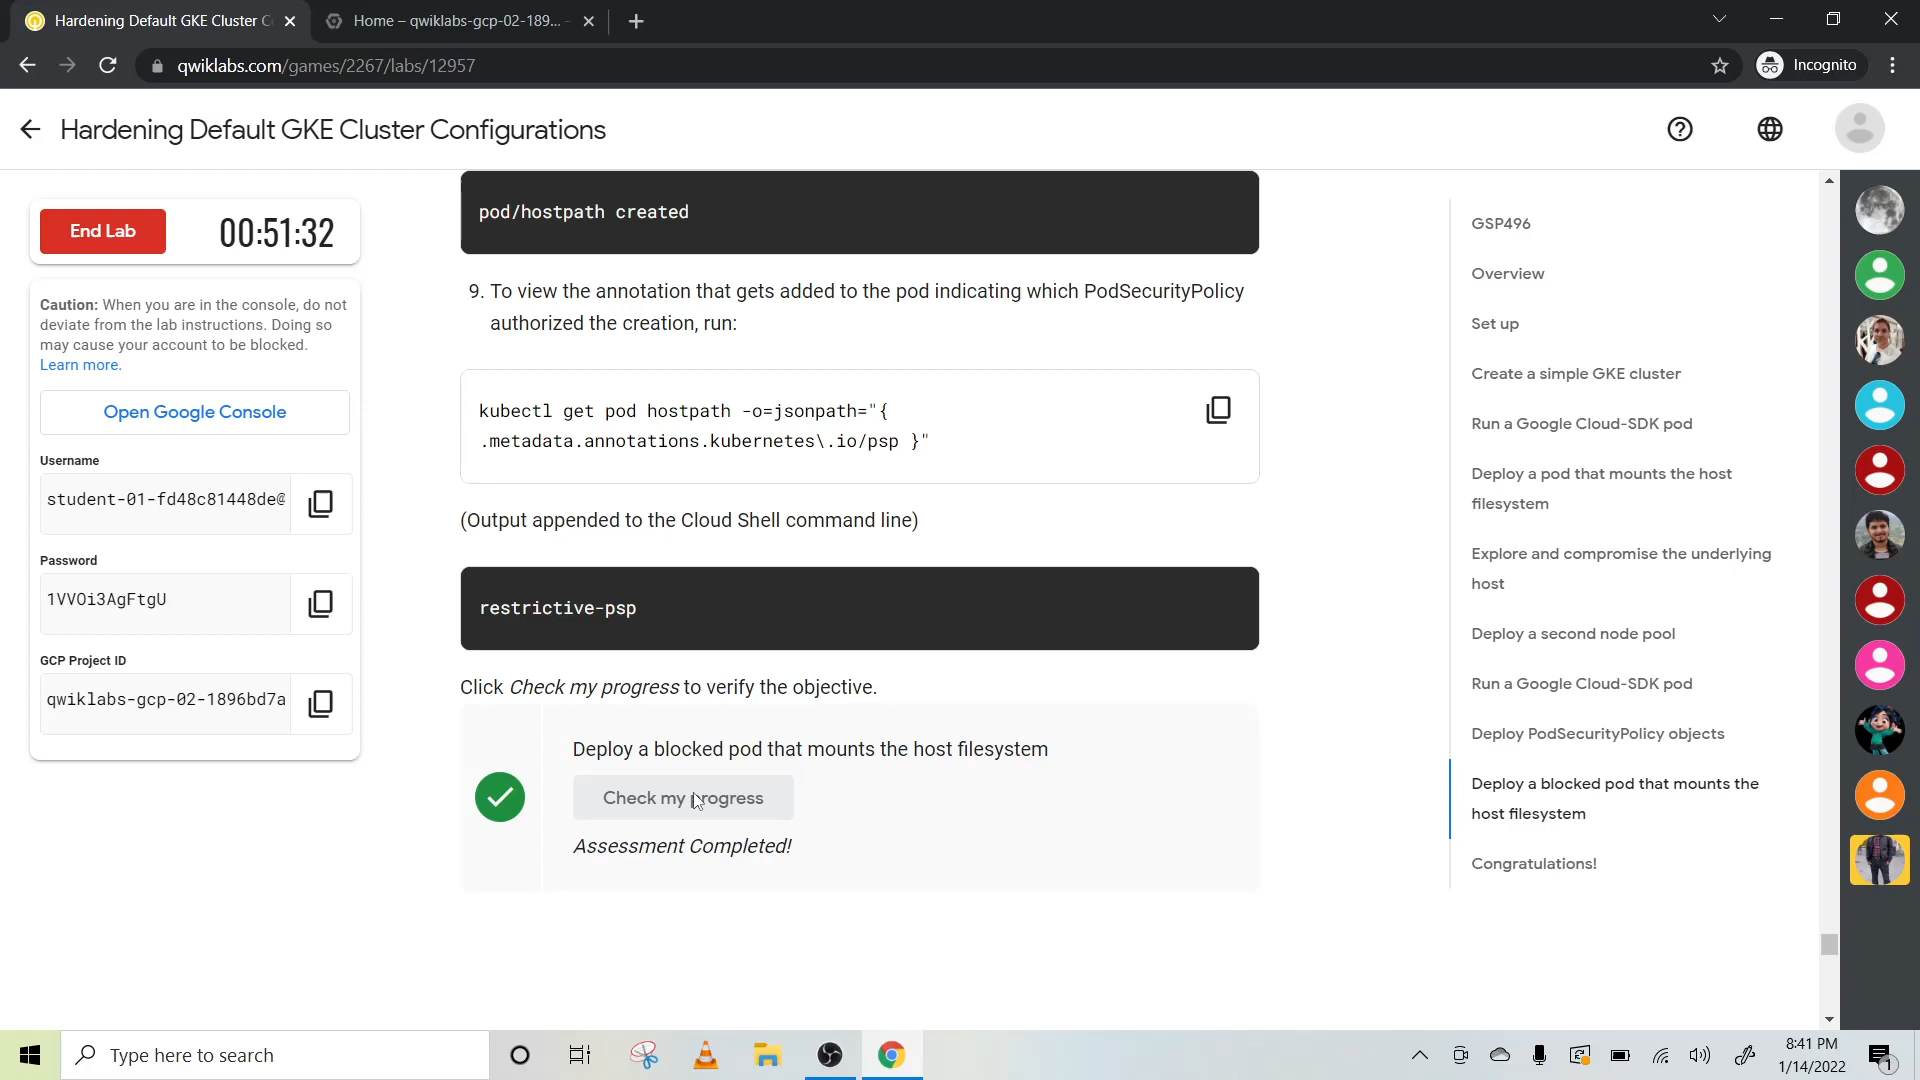 Hardening Default GKE Cluster C
Home – qwiklabs-gcp-02-189...
qwiklabs.com/games/2267/labs/12957
Incognito
Hardening Default GKE Cluster Configurations
End Lab
00:51:32
Caution: When you are in the console, do not
deviate from the lab instructions. Doing so
may cause your account to be blocked.
Learn more.
Open Google Console
Username
student-01-fd48c81448de@
Password
1VVOi3AgFtgU
GCP Project ID
qwiklabs-gcp-02-1896bd7a
pod/hostpath created
9. To view the annotation that gets added to the pod indicating which PodSecurityPolicy
authorized the creation, run:
kubectl get pod hostpath -o=jsonpath="{
.metadata.annotations.kubernetes\.io/psp }"
(Output appended to the Cloud Shell command line)
restrictive-psp
Click Check my progress to verify the objective.
Deploy a blocked pod that mounts the host filesystem
Check my progress
Assessment Completed!
GSP496
Overview
Set up
Create a simple GKE cluster
Run a Google Cloud-SDK pod
Deploy a pod that mounts the host
filesystem
Explore and compromise the underlying
host
Deploy a second node pool
Run a Google Cloud-SDK pod
Deploy PodSecurityPolicy objects
Deploy a blocked pod that mounts the
host filesystem
Congratulations!
Type here to search
8:41 PM
1/14/2022
1